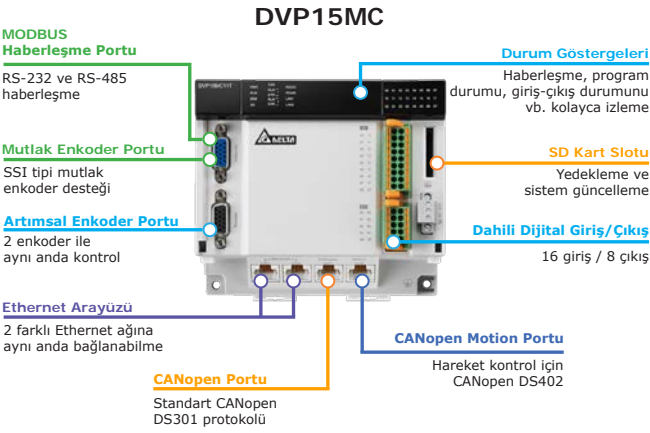 DVP15MC
MODBUS
Haberleşme Portu
RS-232 ve RS-485
haberleşme
Mutlak Enkoder Portu
SSI tipi mutlak
enkoder desteği
Artımsal Enkoder Portu
2 enkoder ile
aynı anda kontrol
Ethernet Arayüzü
2 farklı Ethernet ağına
aynı anda bağlanabilme
CANopen Portu
Standart CANopen
DS301 protokolü
Durum Göstergeleri
Haberleşme, program
durumu, giriş-çıkış durumunu
vb. kolayca izleme
SD Kart Slotu
Yedekleme ve
sistem güncelleme
Dahili Dijital Giriş/Çıkış
16 giriş / 8 çıkış
CANopen Motion Portu
Hareket kontrol için
CANopen DS402
DVP15MC11T
DELTA